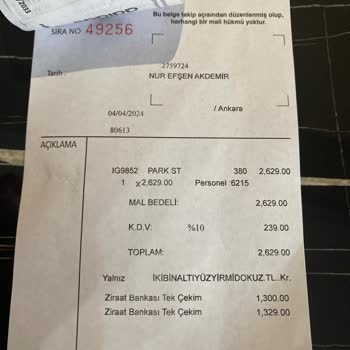 SIRA NO 49256
Bu belge takip açısından düzenlenmiş olup,
herhangi bir mali hükmü yoktur.
2759724
Tarih :
NUR EFŞEN AKDEMİR
04/04/2024
/ Ankara
80613
AÇIKLAMA
IG9852 PARK ST 380 2,629.00
1 x2,629.00 Personel :6215
MAL BEDELİ: 2,629.00
K.D.V: %10 239.00
TOPLAM: 2,629.00
Yalnız İKİBİNALTIYÜZYİRMİDOKUZ.TL..Kr.
Ziraat Bankası Tek Çekim 1,300.00
Ziraat Bankası Tek Çekim 1,329.00